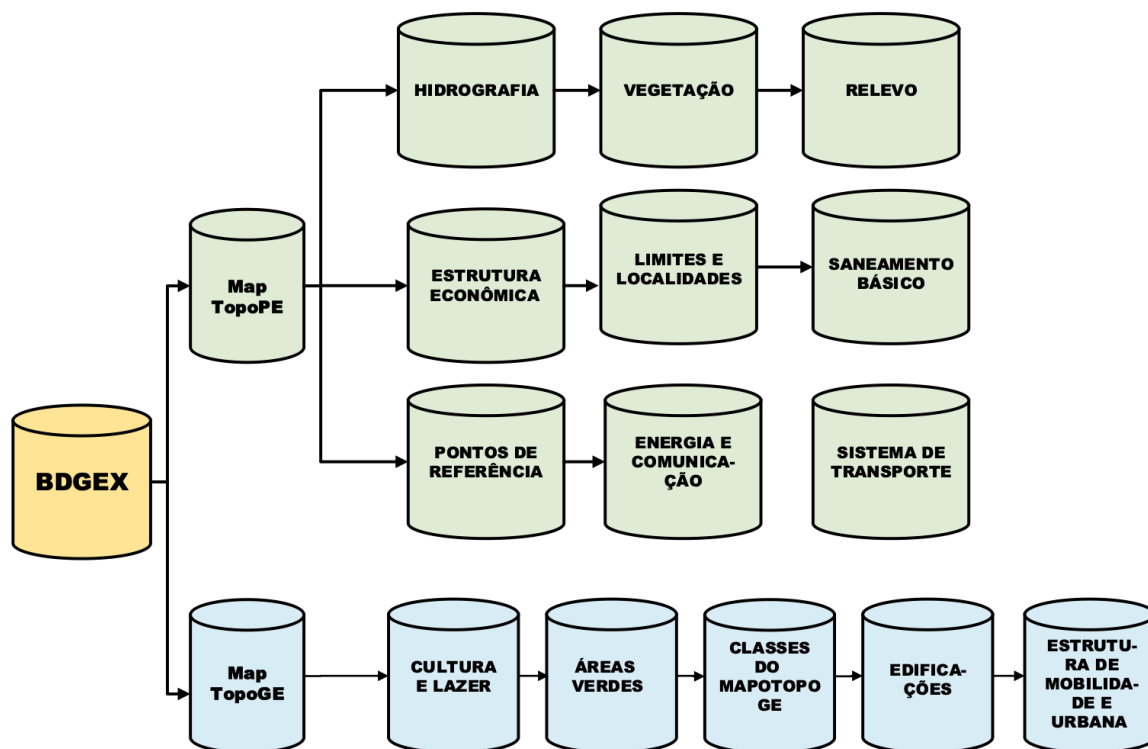 HIDROGRAFIA
VEGETAÇÃO
RELEVO
Map
TopoPE
ESTRUTURA
ECONÔMICA
LIMITES E
LOCALIDADES
SANEAMENTO
BÁSICO
PONTOS DE
REFERÊNCIA
ENERGIA E
COMUNICA-
ÇÃO
SISTEMA DE
TRANSPORTE
BDGEX
Map
TopoGE
CULTURA
E LAZER
ÁREAS
VERDES
CLASSES
DO
MAPOTOPO
GE
EDIFICA-
ÇÕES
ESTRUTU-
RA DE
MOBILIDA-
DE E
URBANA